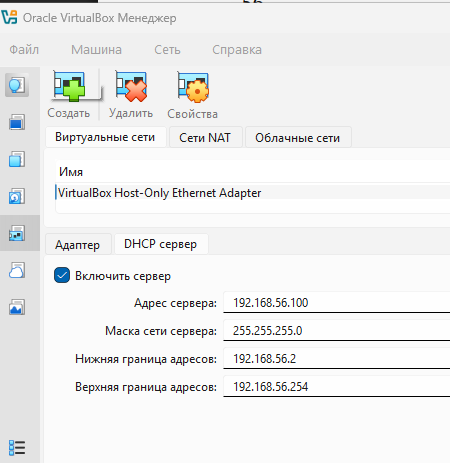 Oracle VirtualBox Менеджер
Файл Машина Сеть Справка
Создать Удалить Свойства
Виртуальные сети Сети NAT Облачные сети
Имя
VirtualBox Host-Only Ethernet Adapter
Адаптер DHCP сервер
Включить сервер
Адрес сервера: 192.168.56.100
Маска сети сервера: 255.255.255.0
Нижняя граница адресов: 192.168.56.2
Верхняя граница адресов: 192.168.56.254